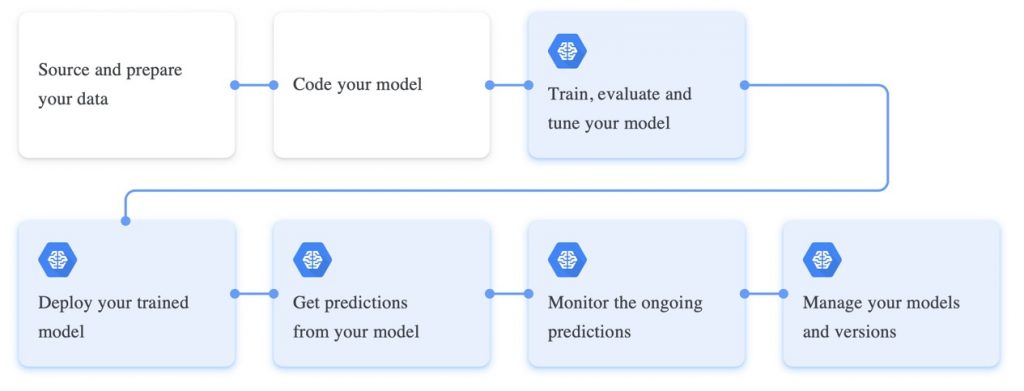 Source and prepare
your data
Code your model
Train, evaluate and
tune your model
Deploy your trained
model
Get predictions
from your model
Monitor the ongoing
predictions
Manage your models
and versions